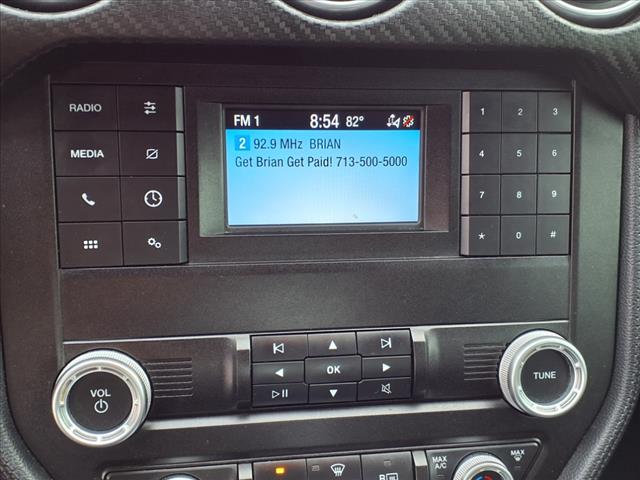 RADIO
MEDIA
FM 1 8:54 82°
2 92.9 MHz BRIAN
Get Brian Get Paid! 713-500-5000
1 2 3
4 5 6
7 8 9
* 0 #
OK
VOL
TUNE
MAX
A/C
MAX
R